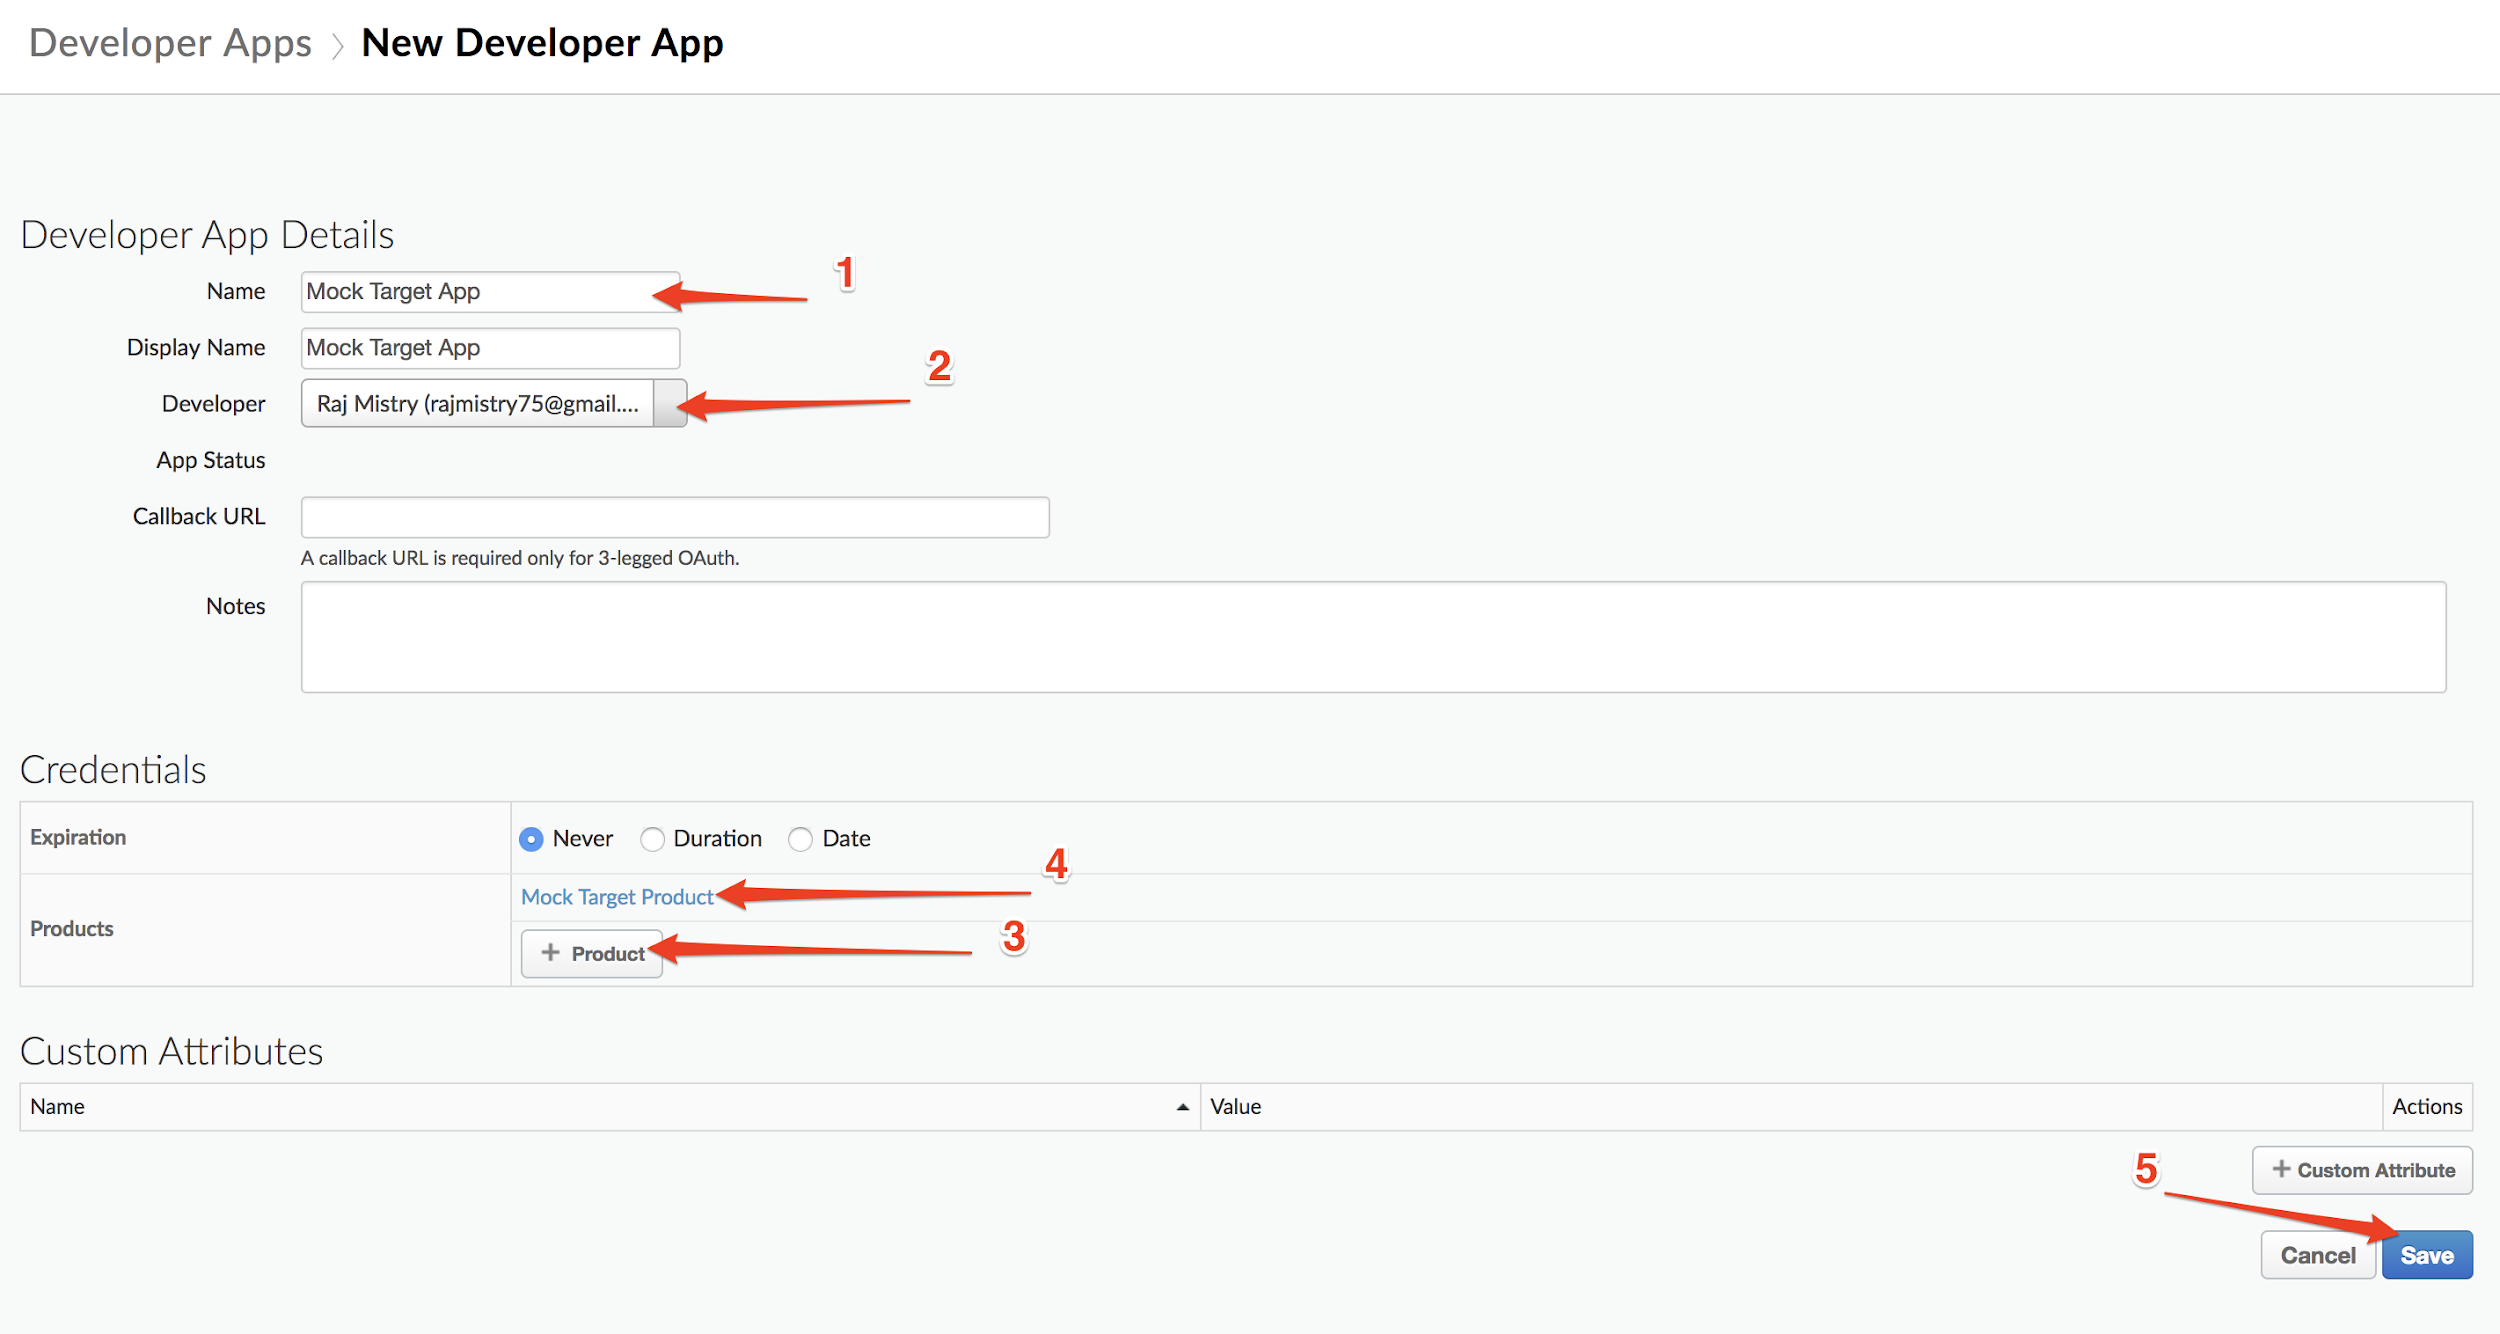 Developer Apps > New Developer App
Developer App Details
Name Mock Target App 1
Display Name Mock Target App
Developer Raj Mistry (rajmistry75@gmail.... 2
App Status
Callback URL
A callback URL is required only for 3-legged OAuth.
Notes
Credentials
Expiration Never Duration Date
Mock Target Product 4
Products
+ Product 3
Custom Attributes
Name Value Actions
5 + Custom Attribute
Cancel Save